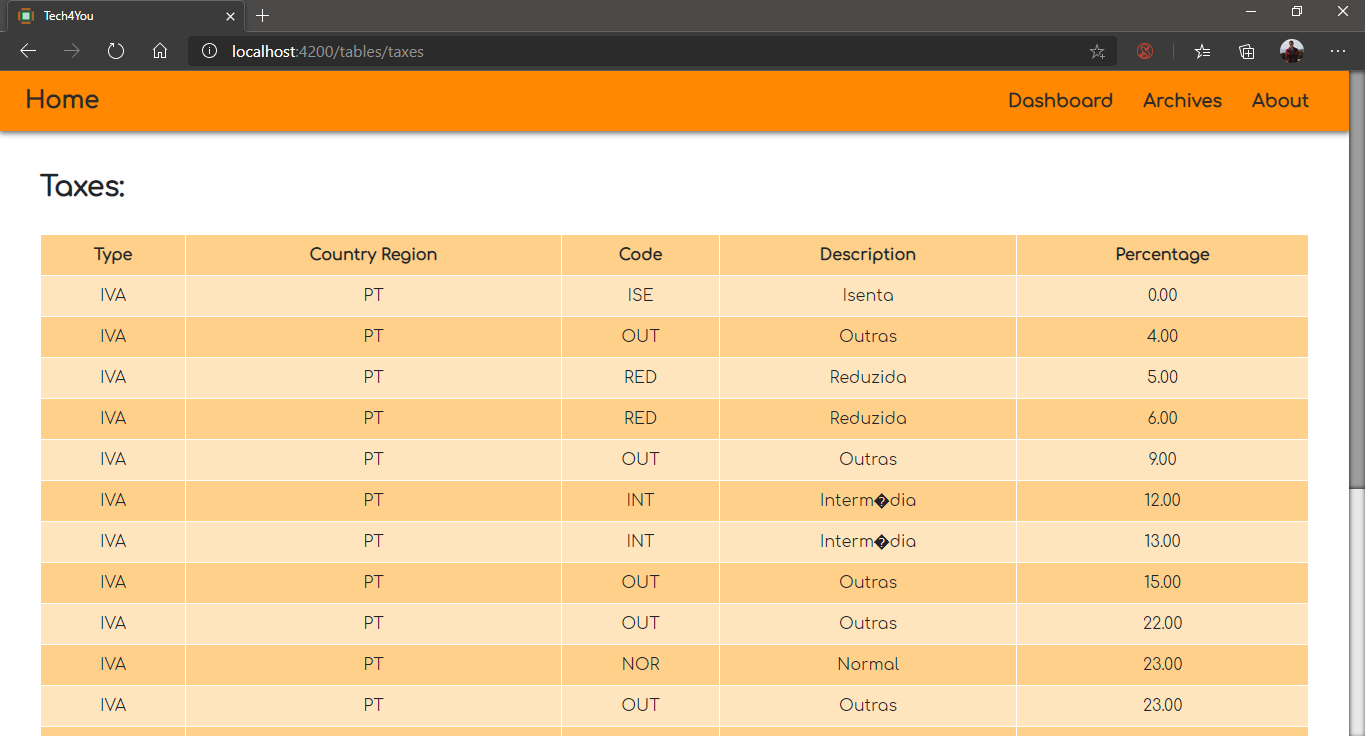 Tech4You
localhost:4200/tables/taxes
Home Dashboard Archives About
Taxes:
Type Country Region Code Description Percentage
IVA PT ISE Isenta 0.00
IVA PT OUT Outras 4.00
IVA PT RED Reduzida 5.00
IVA PT RED Reduzida 6.00
IVA PT OUT Outras 9.00
IVA PT INT Interm�dia 12.00
IVA PT INT Interm�dia 13.00
IVA PT OUT Outras 15.00
IVA PT OUT Outras 22.00
IVA PT NOR Normal 23.00
IVA PT OUT Outras 23.00